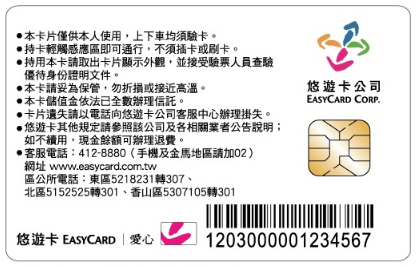 ●本卡片僅供本人使用，上下車均須驗卡。
●持卡輕觸感應區即可通行，不須插卡或刷卡。
●持用本卡請取出卡片顯示外觀，並接受驗票人員查驗
優待身份證明文件。
●本卡請妥為保管，勿折損或接近高溫。
●本卡儲值金依法已全數辦理信託。
●卡片遺失請以電話向悠遊卡公司客服中心辦理掛失。
●悠遊卡其他規定請參照該公司及各相關業者公告說明；
如不續用，現金餘額可辦理退費。
●客服電話：412-8880（手機及金馬地區請加02）
網址 www.easycard.com.tw
區公所電話：東區5218231轉307、
北區5152525轉301、香山區5307105轉301
悠遊卡公司
EASYCARD CORP.
悠遊卡 EASYCARD｜愛心
1203000001234567